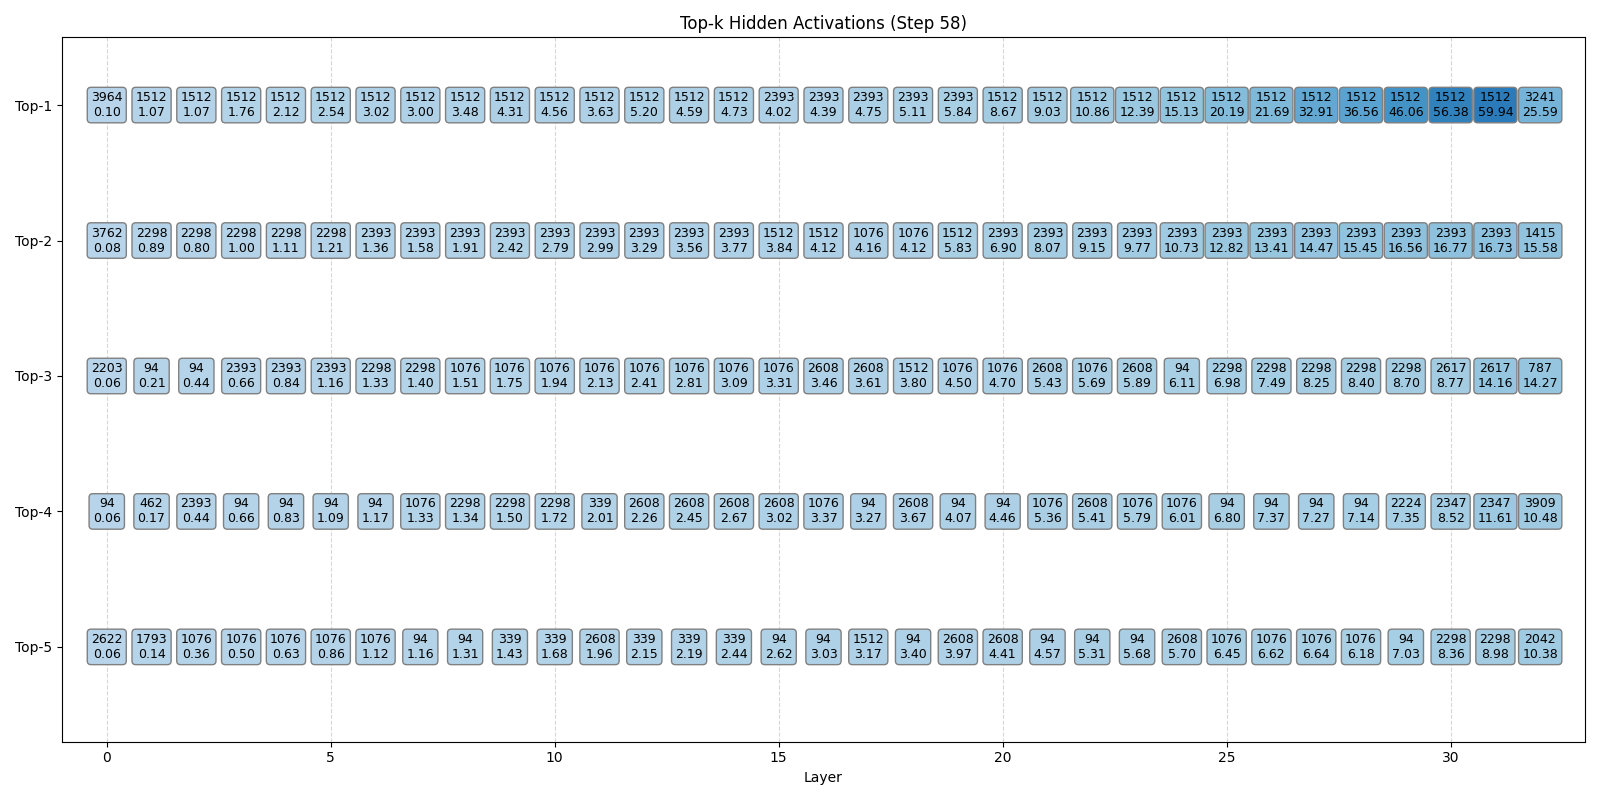 Top-k Hidden Activations (Step 58)
Top-1
3964 1512 1512 1512 1512 1512 1512 1512 1512 1512 1512 1512 1512 1512 1512 2393 2393 2393 2393 2393 1512 1512 1512 1512 1512 1512 1512 1512 1512 1512 1512 1512 3241
0.10 1.07 1.07 1.76 2.12 2.54 3.02 3.00 3.48 4.31 4.56 3.63 5.20 4.59 4.73 4.02 4.39 4.75 5.11 5.84 8.67 9.03 10.86 12.39 15.13 20.19 21.69 32.91 36.56 46.06 56.38 59.94 25.59
Top-2
3762 2298 2298 2298 2298 2298 2393 2393 2393 2393 2393 2393 2393 2393 2393 1512 1512 1076 1076 1512 2393 2393 2393 2393 2393 2393 2393 2393 2393 2393 2393 2393 1415
0.08 0.89 0.80 1.00 1.11 1.21 1.36 1.58 1.91 2.42 2.79 2.99 3.29 3.56 3.77 3.84 4.12 4.16 4.12 5.83 6.90 8.07 9.15 9.77 10.73 12.82 13.41 14.47 15.45 16.56 16.77 16.73 15.58
Top-3
2203 94 94 2393 2393 2393 2298 2298 1076 1076 1076 1076 1076 1076 1076 1076 2608 2608 1512 1076 1076 2608 1076 2608 94 2298 2298 2298 2298 2298 2617 2617 787
0.06 0.21 0.44 0.66 0.84 1.16 1.33 1.40 1.51 1.75 1.94 2.13 2.41 2.81 3.09 3.31 3.46 3.61 3.80 4.50 4.70 5.43 5.69 5.89 6.11 6.98 7.49 8.25 8.40 8.70 8.77 14.16 14.27
Top-4
94 462 2393 94 94 94 94 1076 2298 2298 2298 339 2608 2608 2608 2608 1076 94 2608 94 94 1076 2608 1076 1076 94 94 94 94 2224 2347 2347 3909
0.06 0.17 0.44 0.66 0.83 1.09 1.17 1.33 1.34 1.50 1.72 2.01 2.26 2.45 2.67 3.02 3.37 3.27 3.67 4.07 4.46 5.36 5.41 5.79 6.01 6.80 7.37 7.27 7.14 7.35 8.52 11.61 10.48
Top-5
2622 1793 1076 1076 1076 1076 1076 94 94 339 339 2608 339 339 339 94 94 1512 94 2608 2608 94 94 94 2608 1076 1076 1076 1076 94 2298 2298 2042
0.06 0.14 0.36 0.50 0.63 0.86 1.12 1.16 1.31 1.43 1.68 1.96 2.15 2.19 2.44 2.62 3.03 3.17 3.40 3.97 4.41 4.57 5.31 5.68 5.70 6.45 6.62 6.64 6.18 7.03 8.36 8.98 10.38
0 5 10 15 20 25 30
Layer